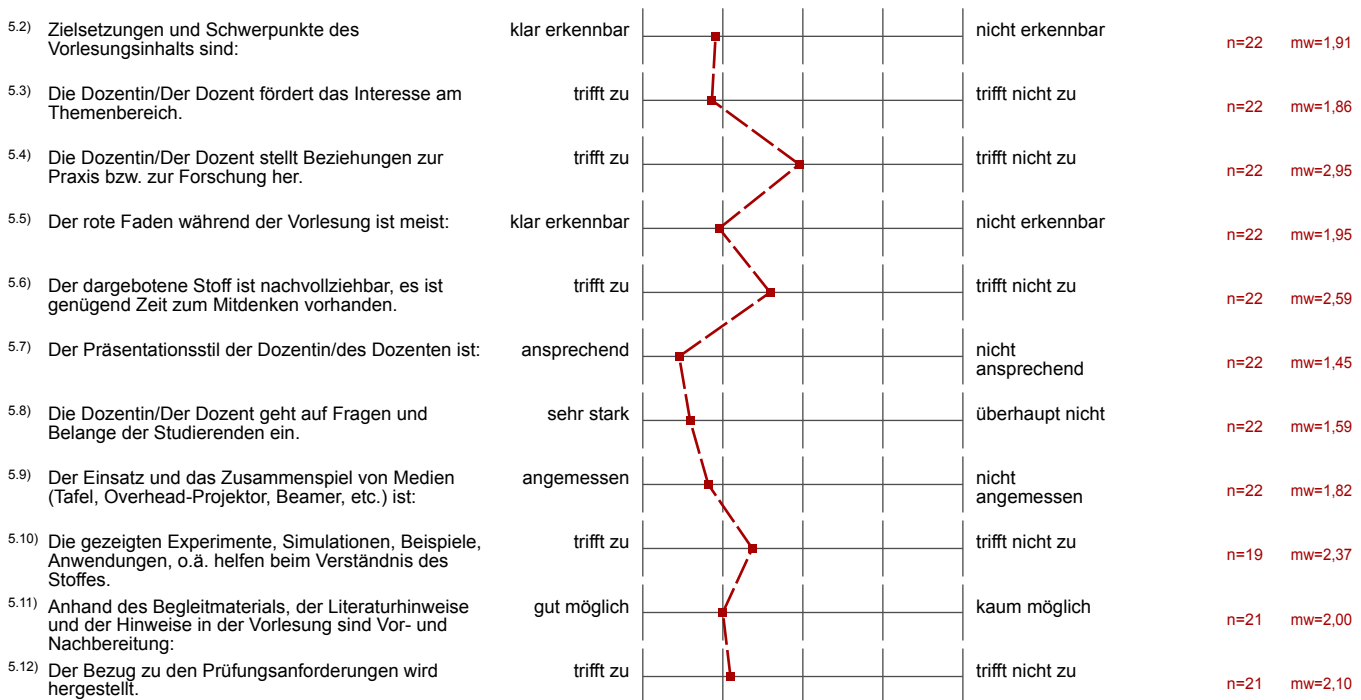 5.2) Zielsetzungen und Schwerpunkte des
Vorlesungsinhalts sind:
klar erkennbar
nicht erkennbar
n=22 mw=1,91
5.3) Die Dozentin/Der Dozent fördert das Interesse am
Themenbereich.
trifft zu
trifft nicht zu
n=22 mw=1,86
5.4) Die Dozentin/Der Dozent stellt Beziehungen zur
Praxis bzw. zur Forschung her.
trifft zu
trifft nicht zu
n=22 mw=2,95
5.5) Der rote Faden während der Vorlesung ist meist:
klar erkennbar
nicht erkennbar
n=22 mw=1,95
5.6) Der dargebotene Stoff ist nachvollziehbar, es ist
genügend Zeit zum Mitdenken vorhanden.
trifft zu
trifft nicht zu
n=22 mw=2,59
5.7) Der Präsentationsstil der Dozentin/des Dozenten ist:
ansprechend
nicht
ansprechend
n=22 mw=1,45
5.8) Die Dozentin/Der Dozent geht auf Fragen und
Belange der Studierenden ein.
sehr stark
überhaupt nicht
n=22 mw=1,59
5.9) Der Einsatz und das Zusammenspiel von Medien
(Tafel, Overhead-Projektor, Beamer, etc.) ist:
angemessen
nicht
angemessen
n=22 mw=1,82
5.10) Die gezeigten Experimente, Simulationen, Beispiele,
Anwendungen, o.ä. helfen beim Verständnis des
Stoffes.
trifft zu
trifft nicht zu
n=19 mw=2,37
5.11) Anhand des Begleitmaterials, der Literaturhinweise
und der Hinweise in der Vorlesung sind Vor- und
Nachbereitung:
gut möglich
kaum möglich
n=21 mw=2,00
5.12) Der Bezug zu den Prüfungsanforderungen wird
hergestellt.
trifft zu
trifft nicht zu
n=21 mw=2,10